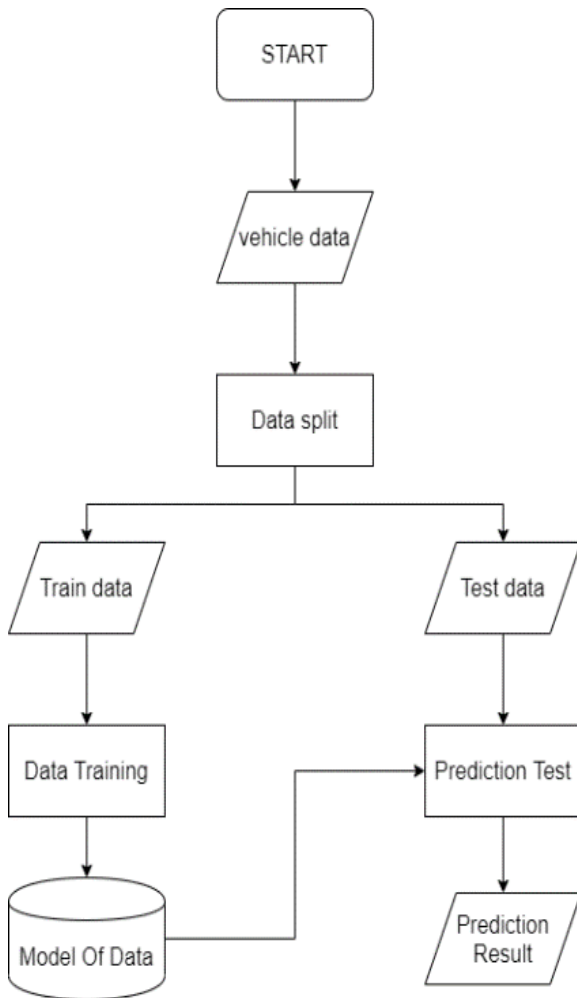 START
vehicle data
Data split
Train data
Test data
Data Training
Prediction Test
Model Of Data
Prediction
Result